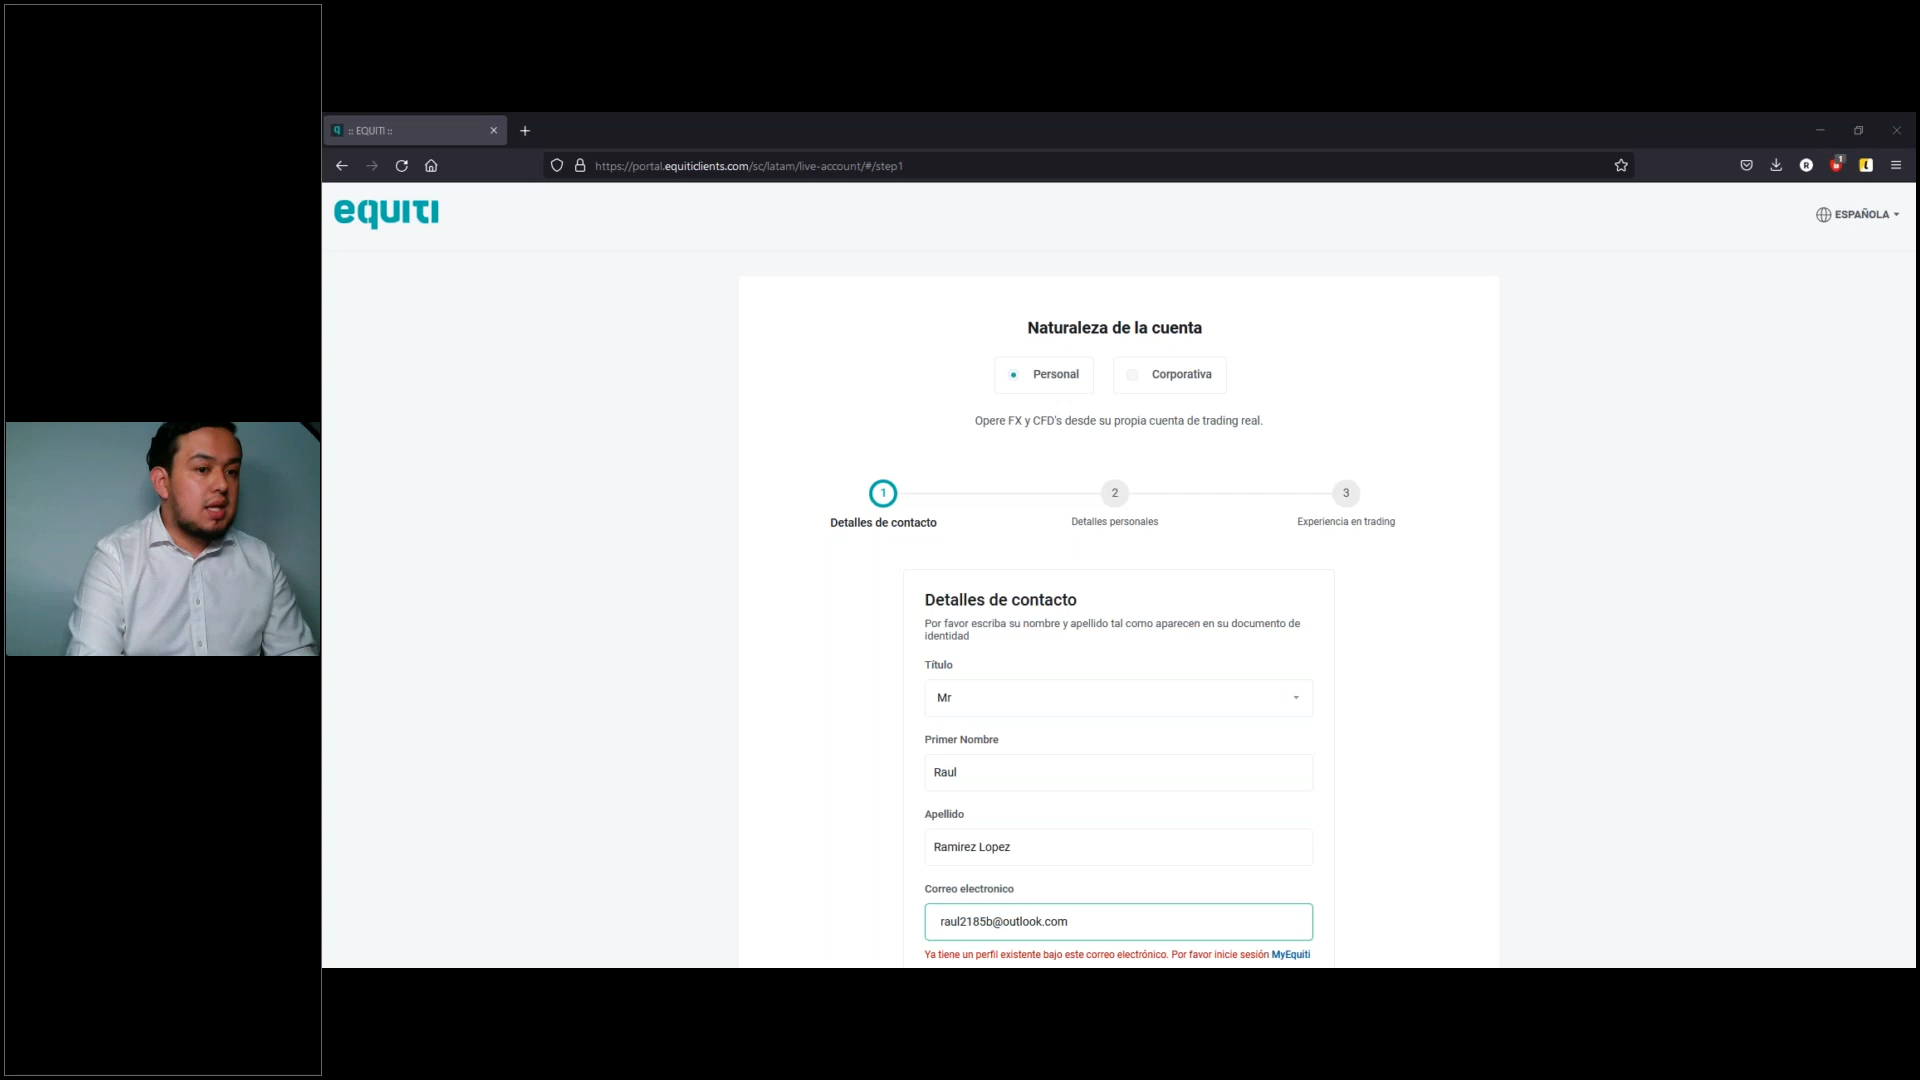 :: EQUITI ::
https://portal.equiticlients.com/sc/latam/live-account/#/step1
R
1
equiti
ESPAÑOLA
Naturaleza de la cuenta
Personal
Corporativa
Opere FX y CFD's desde su propia cuenta de trading real.
1
2
3
Detalles de contacto
Detalles personales
Experiencia en trading
Detalles de contacto
Por favor escriba su nombre y apellido tal como aparecen en su documento de
identidad
Título
Mr
Primer Nombre
Raul
Apellido
Ramirez Lopez
Correo electronico
raul2185b@outlook.com
Ya tiene un perfil existente bajo este correo electrónico. Por favor inicie sesión MyEquiti